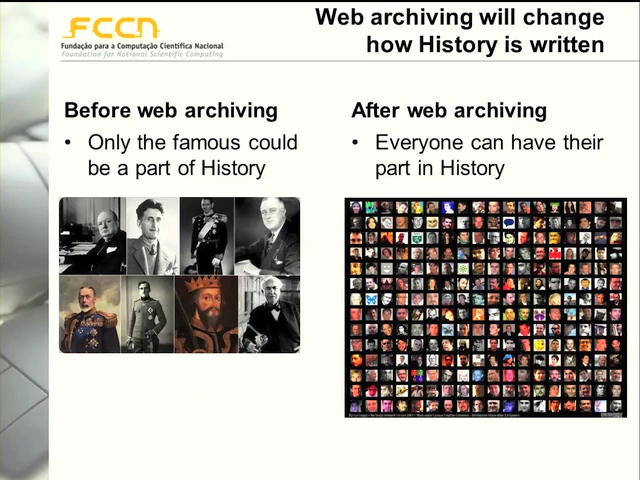 FCCN
Fundação para a Computação Científica Nacional
Foundation for National Scientific Computing
Web archiving will change
how History is written
Before web archiving
• Only the famous could
be a part of History
After web archiving
• Everyone can have their
part in History